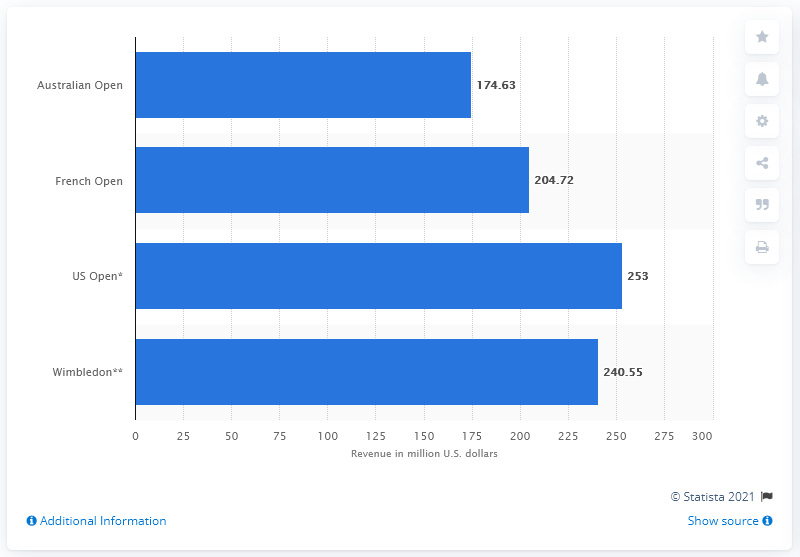 Australian Open
174.63
French Open
204.72
US Open*
253
Wimbledon**
240.55
0 25 50 75 100 125 150 175 200 225 250 275 300
Revenue in million U.S. dollars
© Statista 2021
Additional Information
Show source